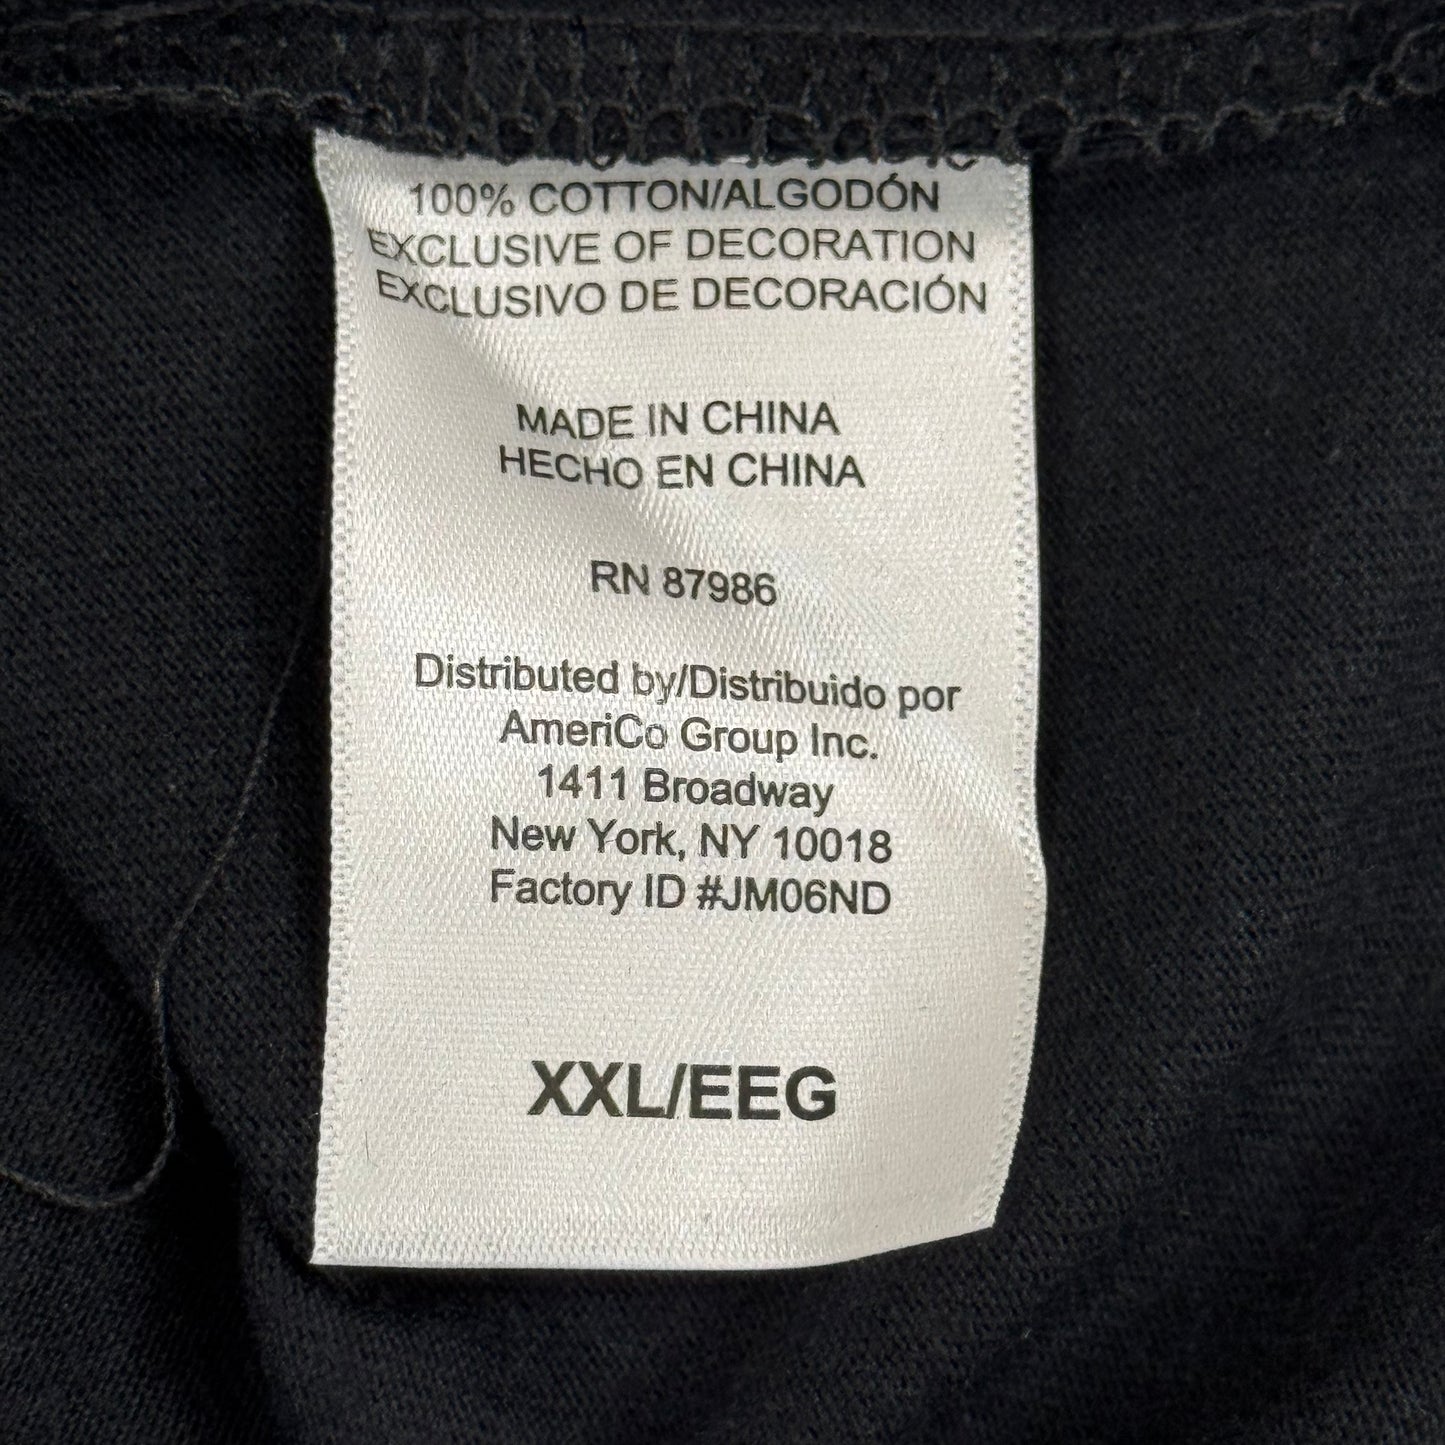 100% COTTON/ALGODÓN
EXCLUSIVE OF DECORATION
EXCLUSIVO DE DECORACIÓN
MADE IN CHINA
HECHO EN CHINA
RN 87986
Distributed by/Distribuido por
AmeriCo Group Inc.
1411 Broadway
New York, NY 10018
Factory ID #JM06ND
XXL/EEG